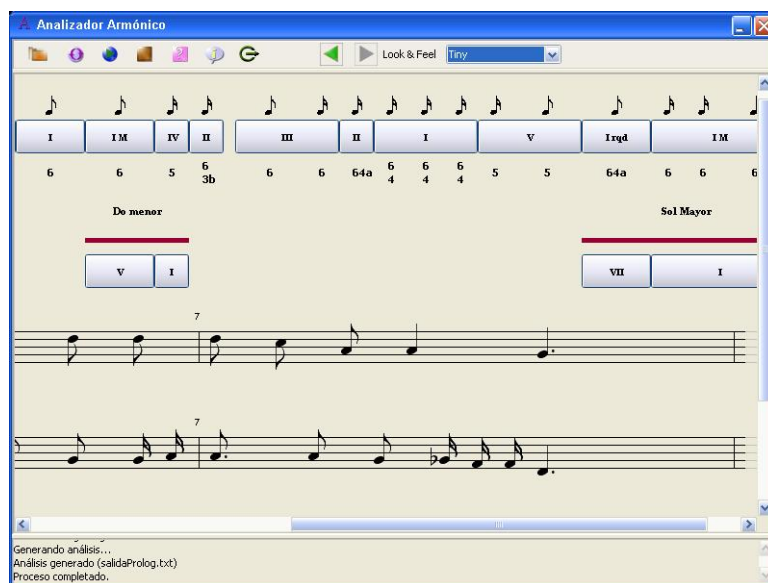 Analizador Armónico
Look & Feel Tiny
I I M IV II III II I V I rqd I M
6 6 5 6 6 6 64a 6 6 6 5 5 64a 6 6 6
3b 4 4 4
Do menor Sol Mayor
V I VII I
7
7
Generando análisis...
Análisis generado (salidaProlog.txt)
Proceso completado.